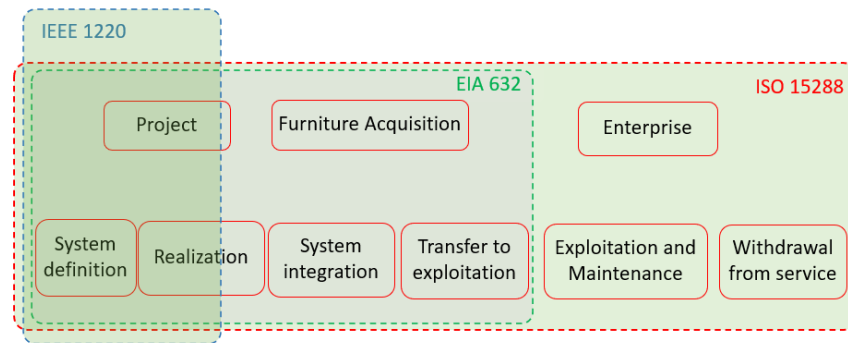 IEEE 1220
EIA 632
ISO 15288
Project
Furniture Acquisition
Enterprise
System
definition
Realization
System
integration
Transfer to
exploitation
Exploitation and
Maintenance
Withdrawal
from service